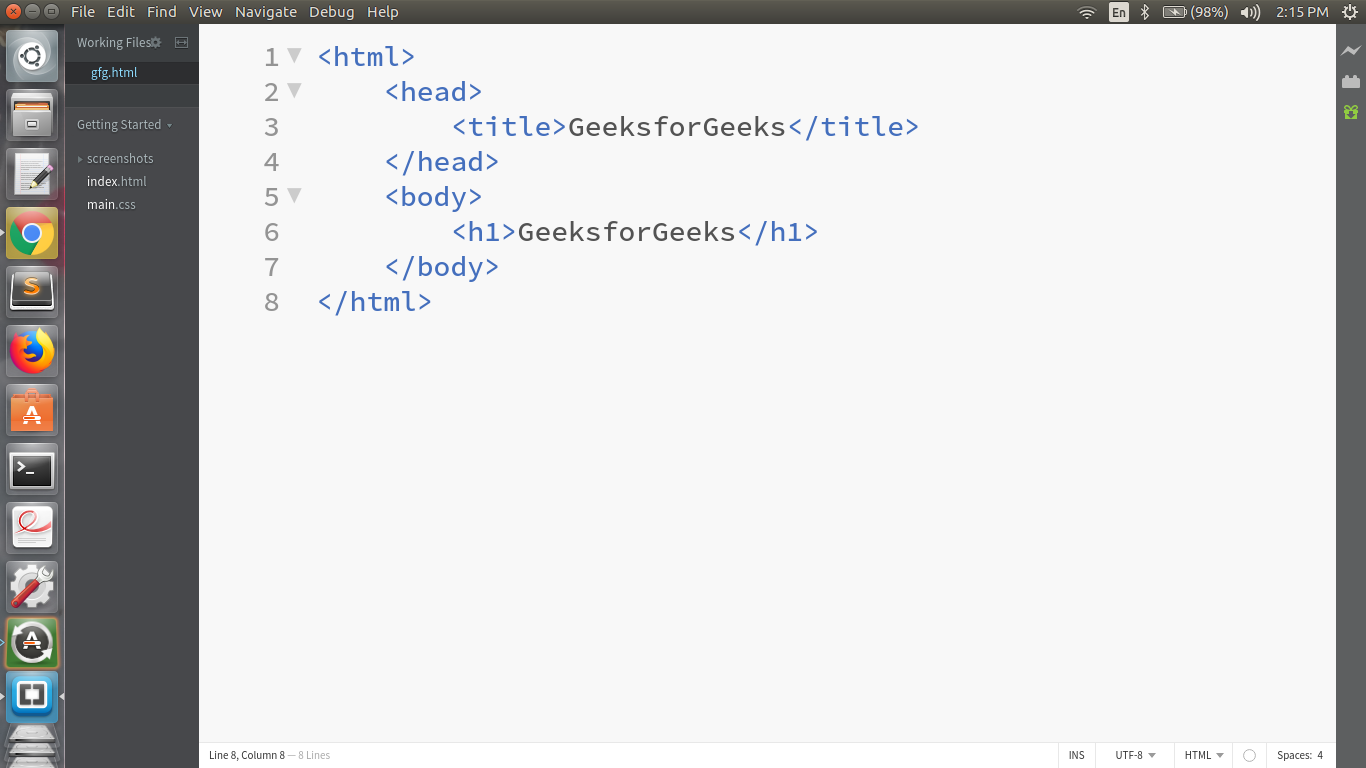 File Edit Find View Navigate Debug Help En (98%) 2:15 PM
Working Files
gfg.html
Getting Started
screenshots
index.html
main.css
1 <html>
2 <head>
3 <title>GeeksforGeeks</title>
4 </head>
5 <body>
6 <h1>GeeksforGeeks</h1>
7 </body>
8 </html>
Line 8, Column 8 — 8 Lines INS UTF-8 HTML Spaces: 4